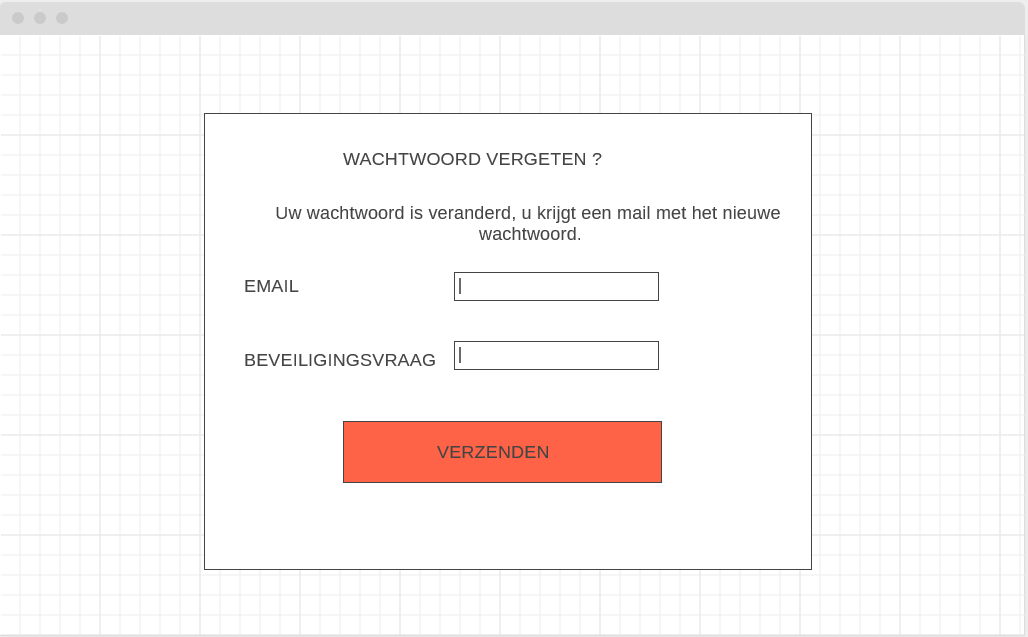 WACHTWOORD VERGETEN ?
Uw wachtwoord is veranderd, u krijgt een mail met het nieuwe
wachtwoord.
EMAIL
BEVEILIGINGSVRAAG
VERZENDEN